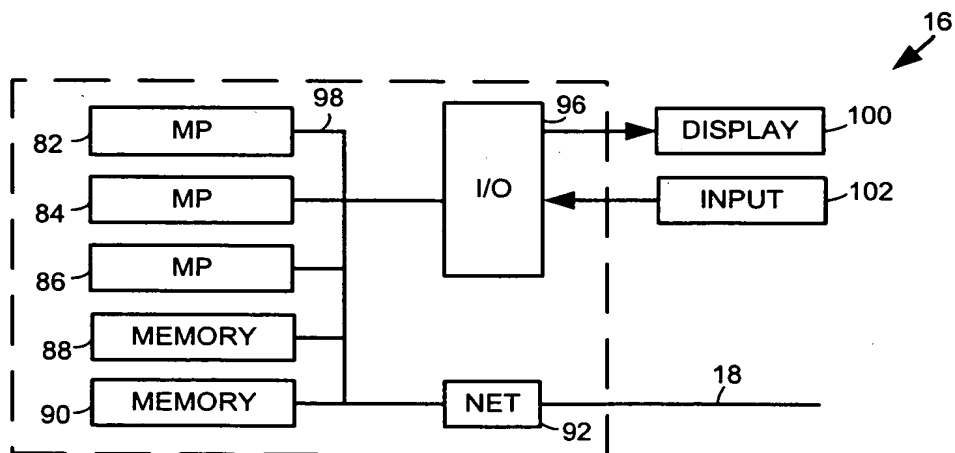 16
98
96
82
MP
I/O
DISPLAY
100
84
MP
INPUT
102
86
MP
88
MEMORY
18
90
MEMORY
NET
92